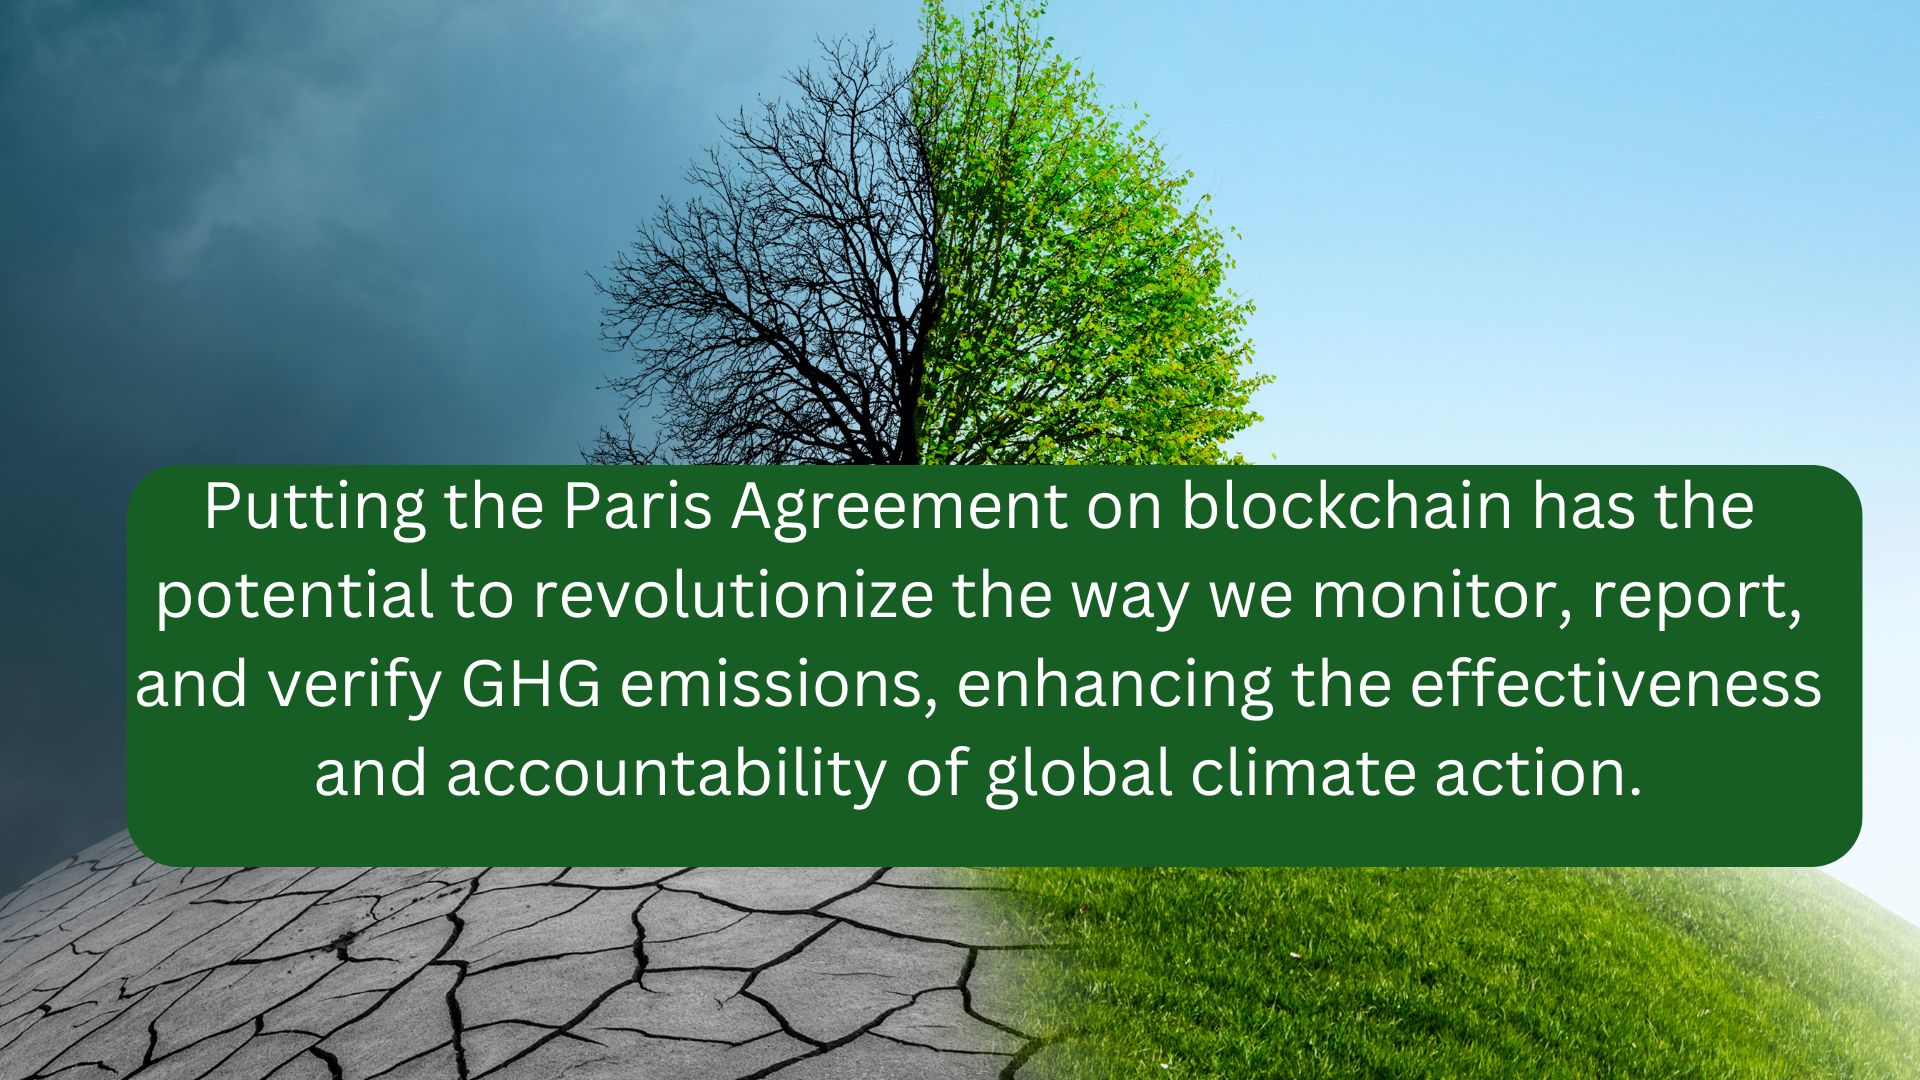 Putting the Paris Agreement on blockchain has the
potential to revolutionize the way we monitor, report,
and verify GHG emissions, enhancing the effectiveness
and accountability of global climate action.